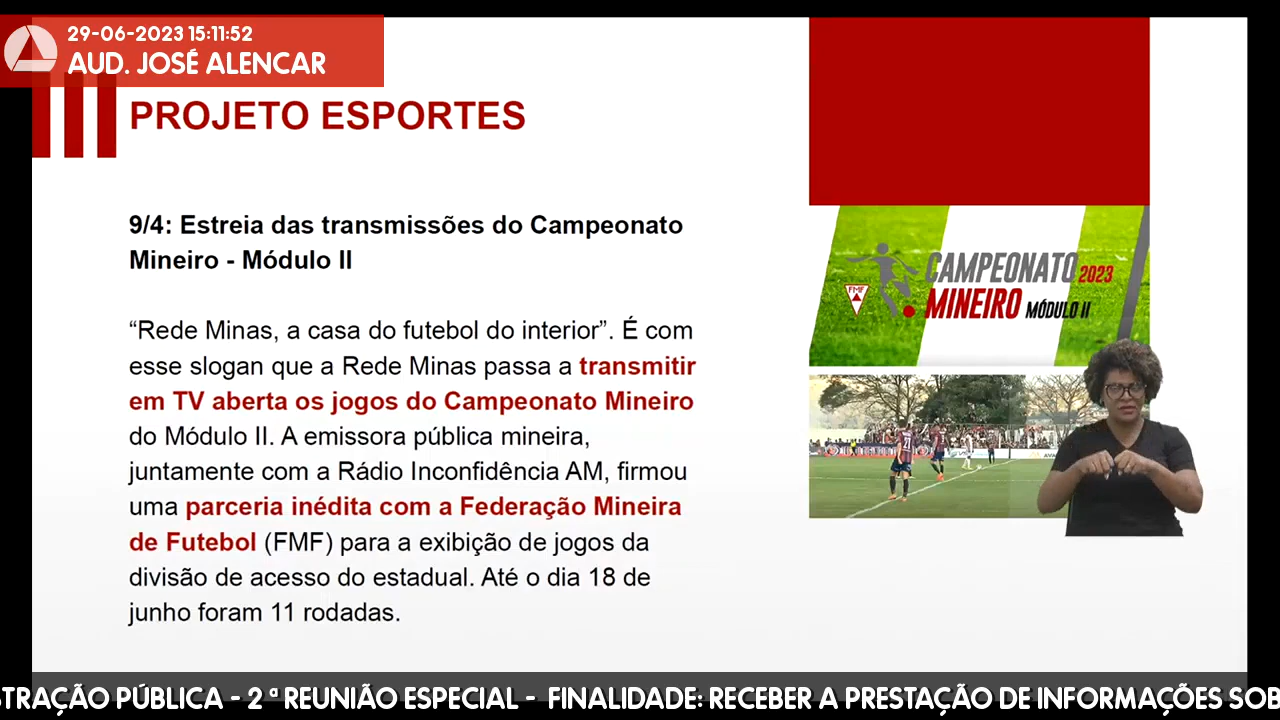 29-06-2023 15:11:52
AUD. JOSÉ ALENCAR
PROJETO ESPORTES
9/4: Estreia das transmissões do Campeonato
Mineiro - Módulo II
“Rede Minas, a casa do futebol do interior”. É com
esse slogan que a Rede Minas passa a transmitir
em TV aberta os jogos do Campeonato Mineiro
do Módulo II. A emissora pública mineira,
juntamente com a Rádio Inconfidência AM, firmou
uma parceria inédita com a Federação Mineira
de Futebol (FMF) para a exibição de jogos da
divisão de acesso do estadual. Até o dia 18 de
junho foram 11 rodadas.
CAMPEONATO 2023
FMF
MINEIRO MÓDULO II
STRAÇÃO PÚBLICA - 2ª REUNIÃO ESPECIAL - FINALIDADE: RECEBER A PRESTAÇÃO DE INFORMAÇÕES SOB